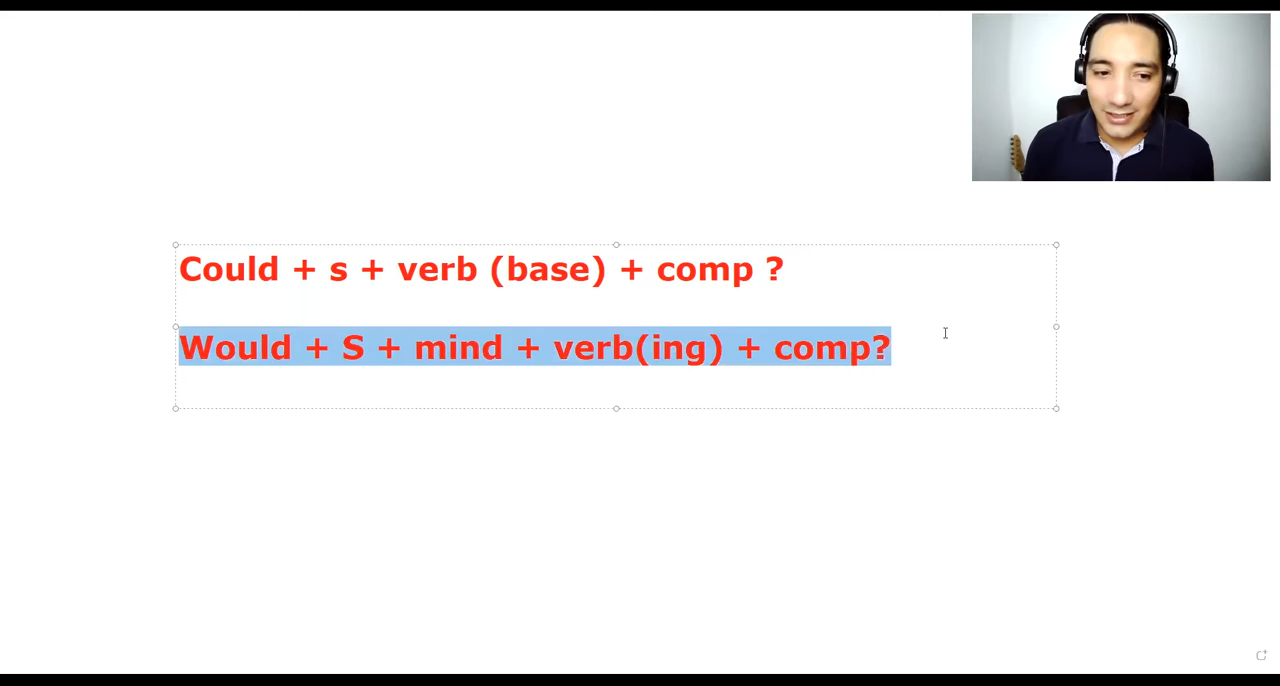 Could + s + verb (base) + comp ?
Would + S + mind + verb(ing) + comp?